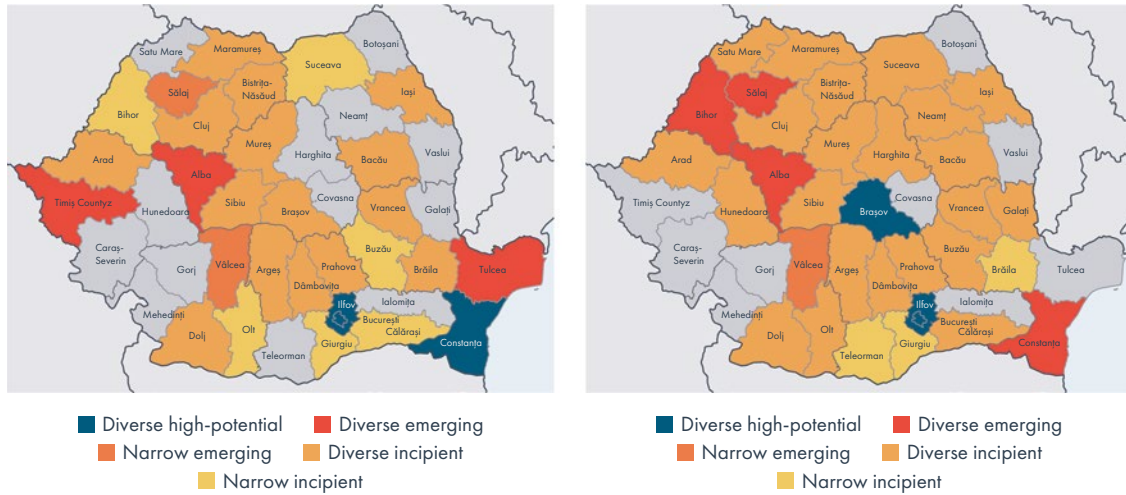 Satu Mare
Maramureș
Botoșani
Suceava
Sălaj
Bistrița-
Năsăud
Iași
Bihor
Cluj
Neamț
Mureș
Harghita
Vaslui
Arad
Alba
Bacău
Timiș Countyz
Hunedoara
Sibiu
Brașov
Covasna
Vrancea
Galați
Caraș-
Severin
Buzău
Gorj
Vâlcea
Argeș
Prahova
Brăila
Tulcea
Dâmbovița
Mehedinți
Ilfov
Ialomița
Dolj
Olt
București
Călărași
Constanța
Teleorman
Giurgiu
Diverse high-potential
Diverse emerging
Narrow emerging
Diverse incipient
Narrow incipient
Satu Mare
Maramureș
Botoșani
Suceava
Sălaj
Bistrița-
Năsăud
Iași
Bihor
Cluj
Neamț
Mureș
Harghita
Vaslui
Arad
Alba
Bacău
Timiș Countyz
Hunedoara
Sibiu
Brașov
Covasna
Vrancea
Galați
Caraș-
Severin
Buzău
Gorj
Vâlcea
Argeș
Prahova
Brăila
Tulcea
Dâmbovița
Mehedinți
Ilfov
Ialomița
Dolj
Olt
București
Călărași
Constanța
Teleorman
Giurgiu
Diverse high-potential
Diverse emerging
Narrow emerging
Diverse incipient
Narrow incipient